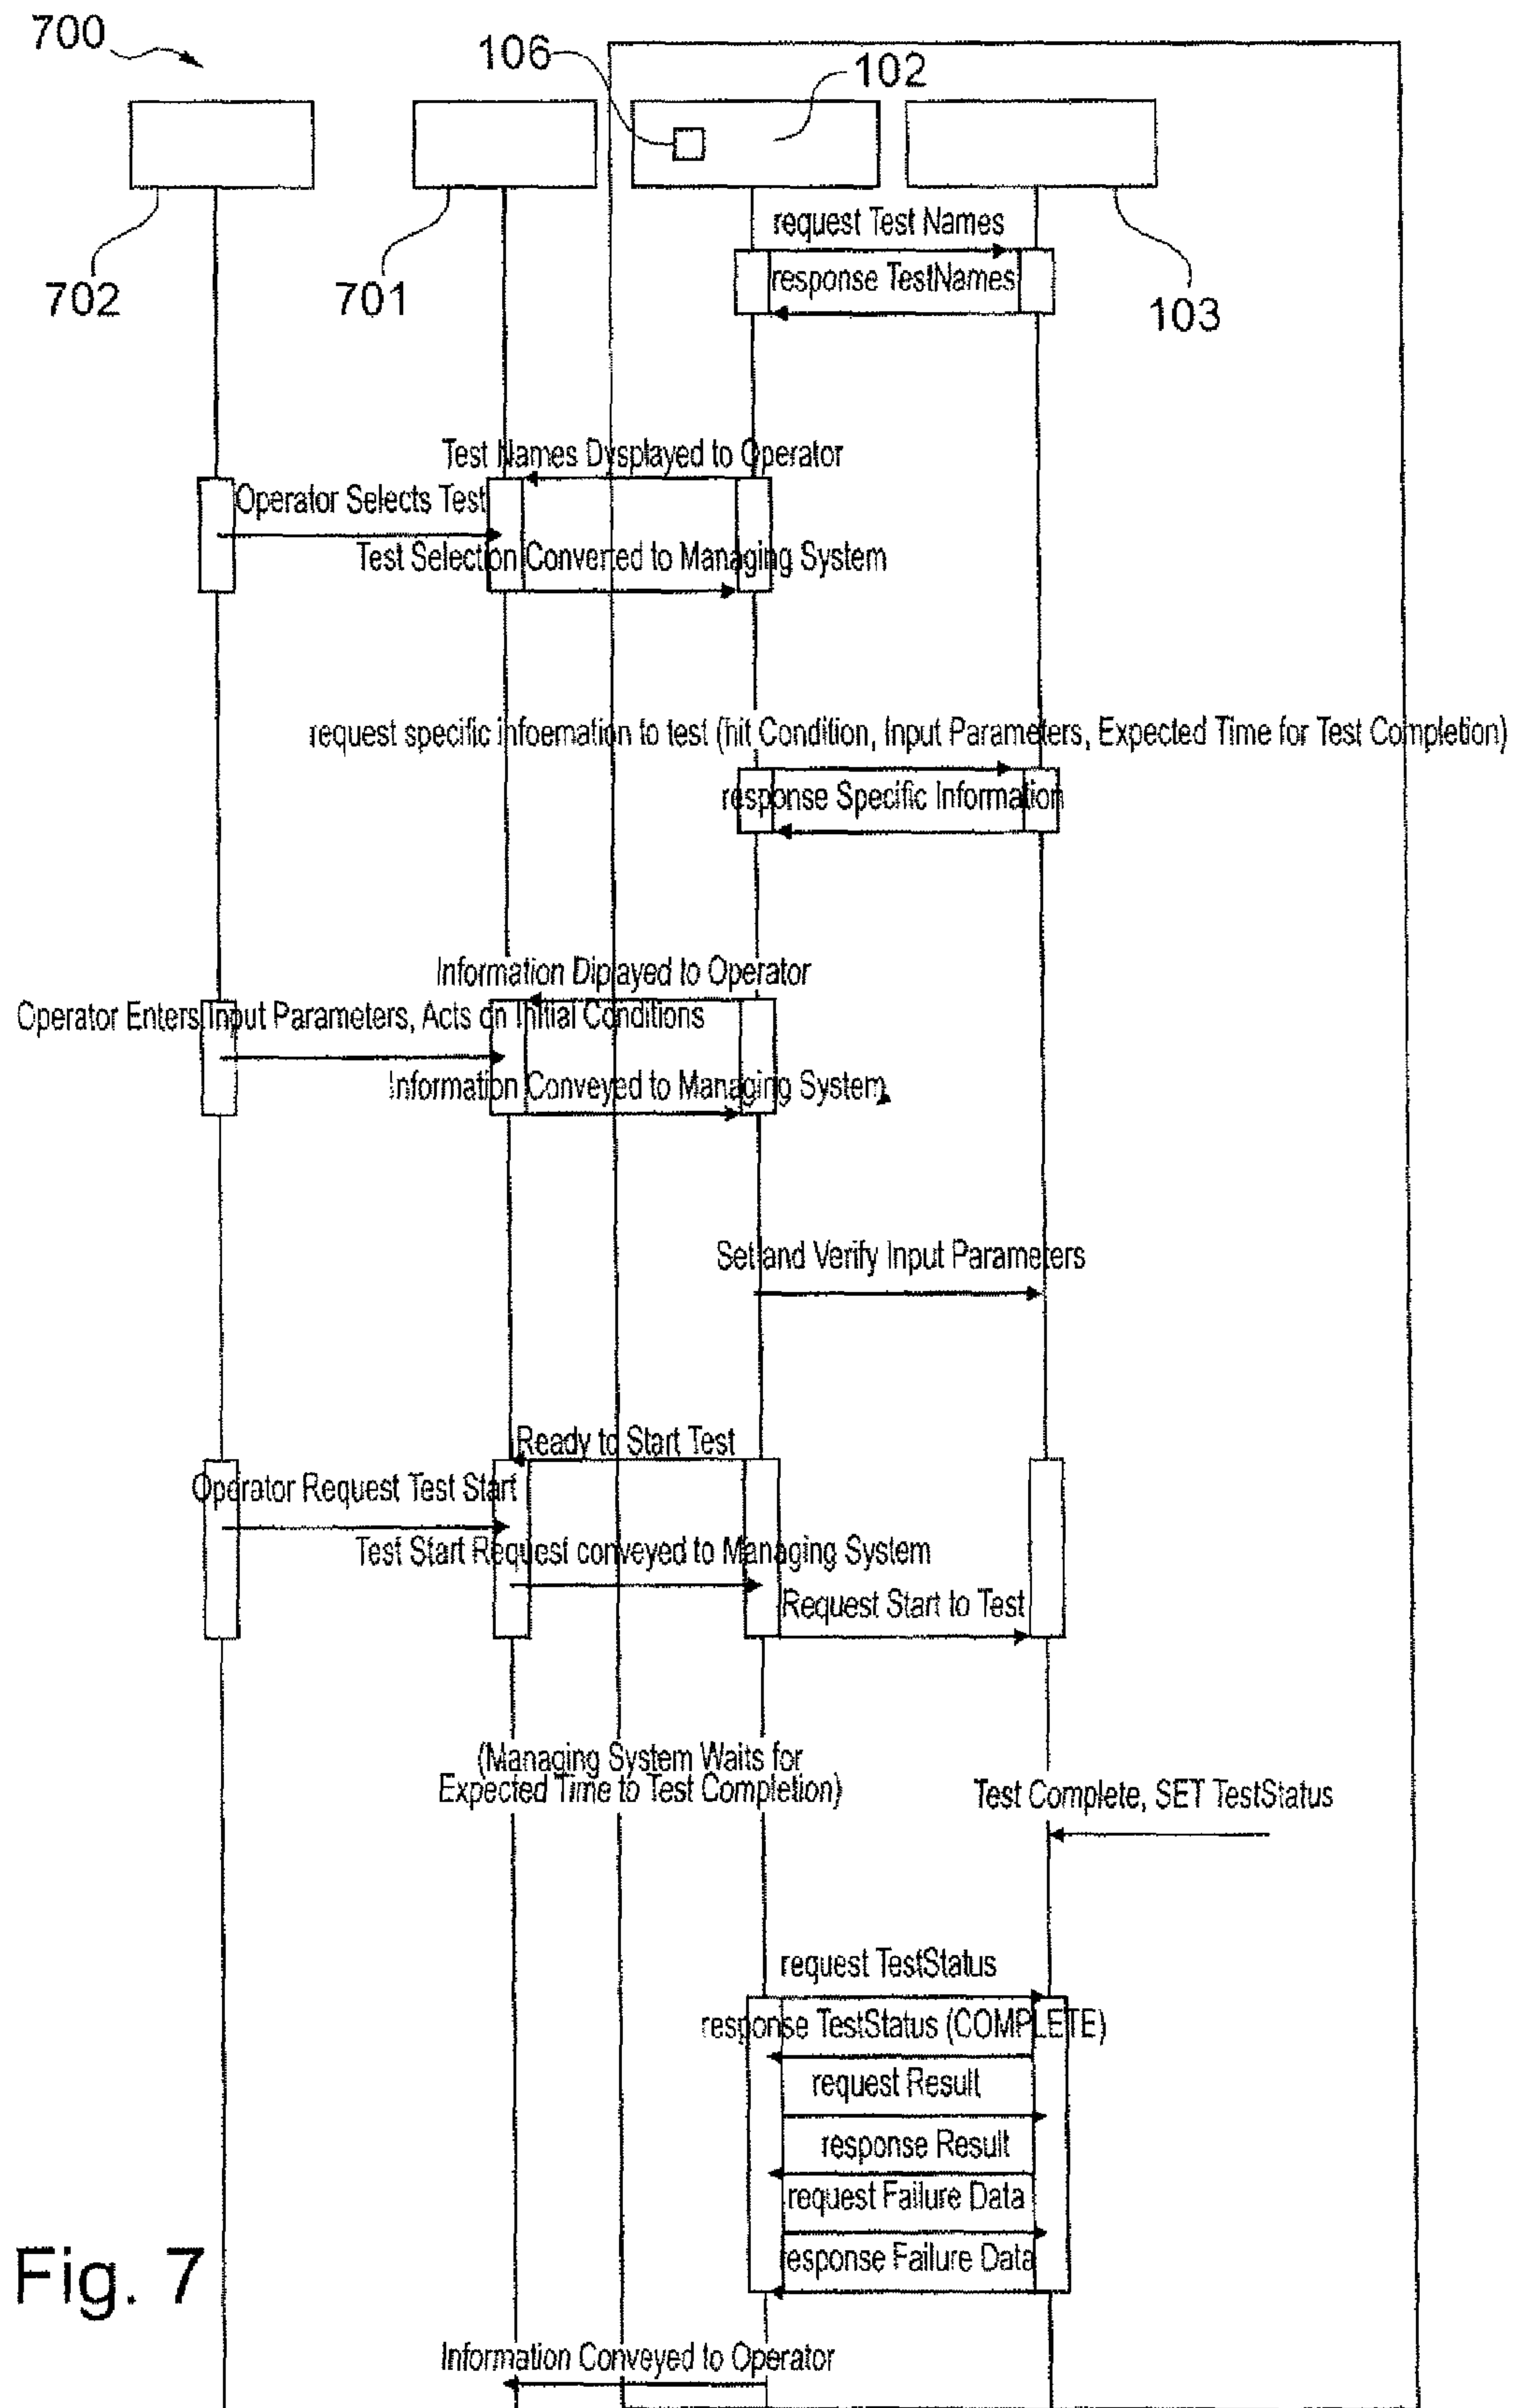 700
106
102
702
701
103
request Test Names
response TestNames
Test Names Dysplayed to Operator
Operator Selects Test
Test Selection Converted to Managing System
request specific infoemation to test (hit Condition, Input Parameters, Expected Time for Test Completion)
response Specific Information
Information Diplayed to Operator
Operator Enters Input Parameters, Acts on Initial Conditions
Information Conveyed to Managing System
Set and Verify Input Parameters
Ready to Start Test
Operator Request Test Start
Test Start Request conveyed to Managing System
Request Start to Test
(Managing System Waits for
Expected Time to Test Completion)
Test Complete, SET TestStatus
request TestStatus
response TestStatus (COMPLETE)
request Result
response Result
request Failure Data
response Failure Data
Fig. 7
Information Conveyed to Operator